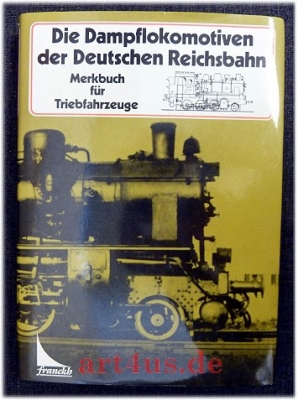 Die Dampflokomotiven
der Deutschen Reichsbahn
Merkbuch
für
Triebfahrzeuge
franckh
art4us.de